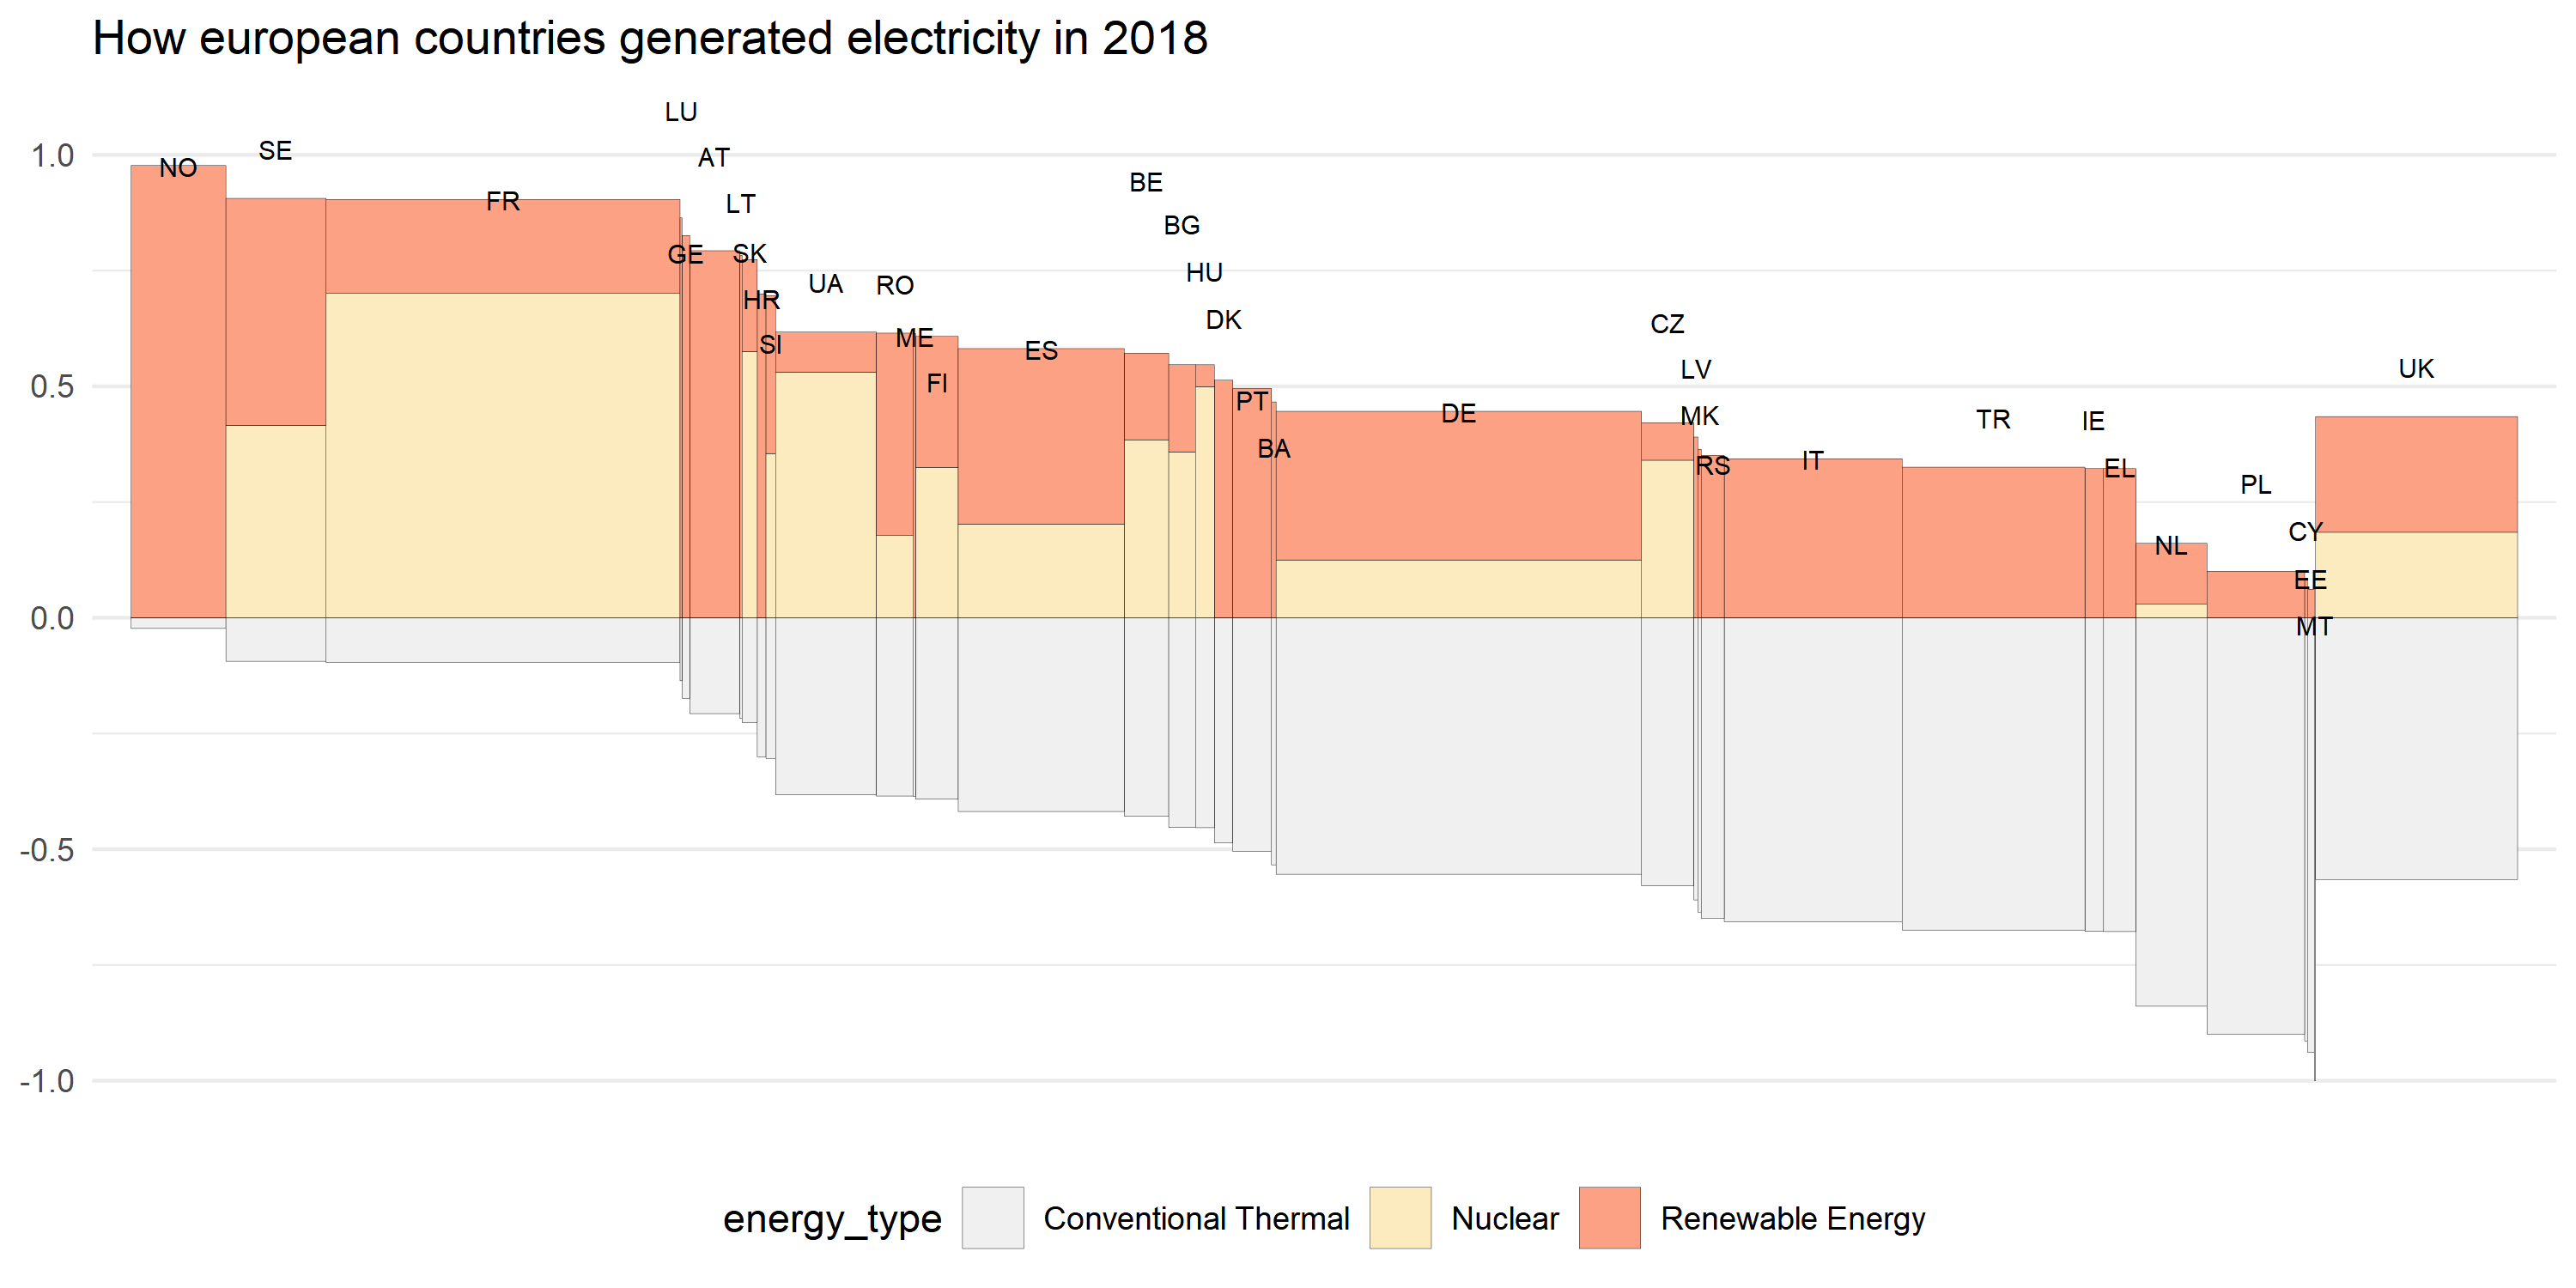 How european countries generated electricity in 2018
LU
1.0
SE
AT
NO
BE
FR
LT
BG
GE
SK
HU
UA
RO
HR
DK
CZ
ME
SI
ES
LV
UK
0.5
FI
PT
DE
MK
TR
IE
BA
IT
RS
EL
PL
CY
NL
EE
0.0
MT
-0.5
-1.0
energy_type Conventional Thermal Nuclear Renewable Energy